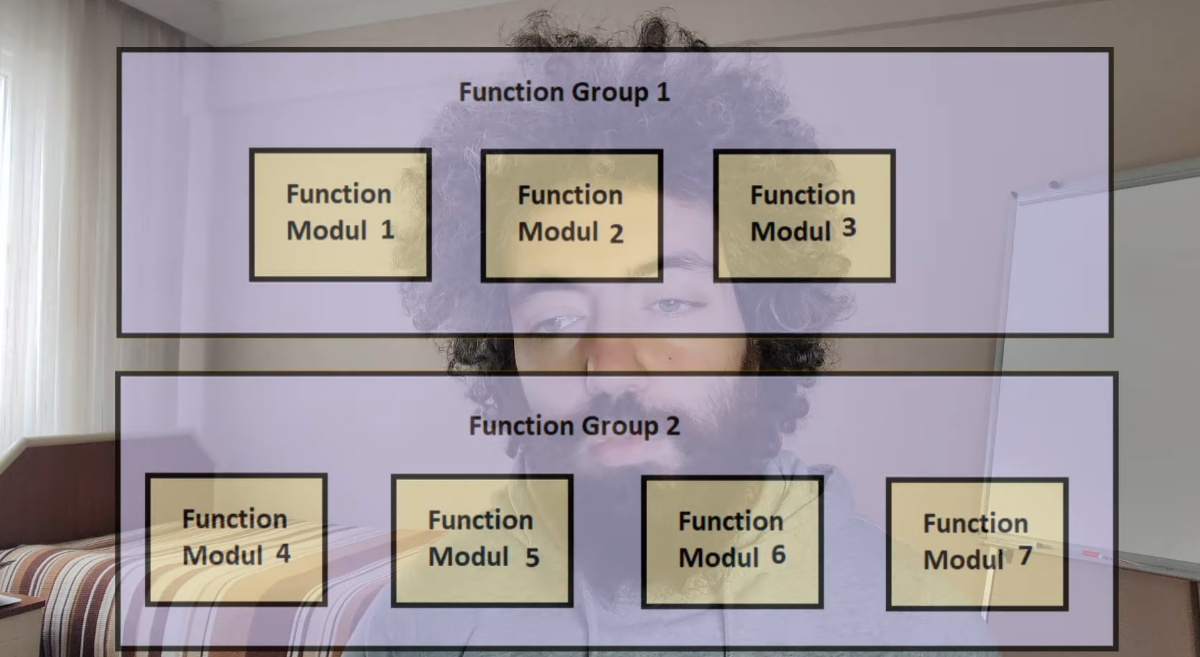 Function Group 1
Function
Modul 1
Function
Modul 2
Function
Modul 3
Function Group 2
Function
Modul 4
Function
Modul 5
Function
Modul 6
Function
Modul 7